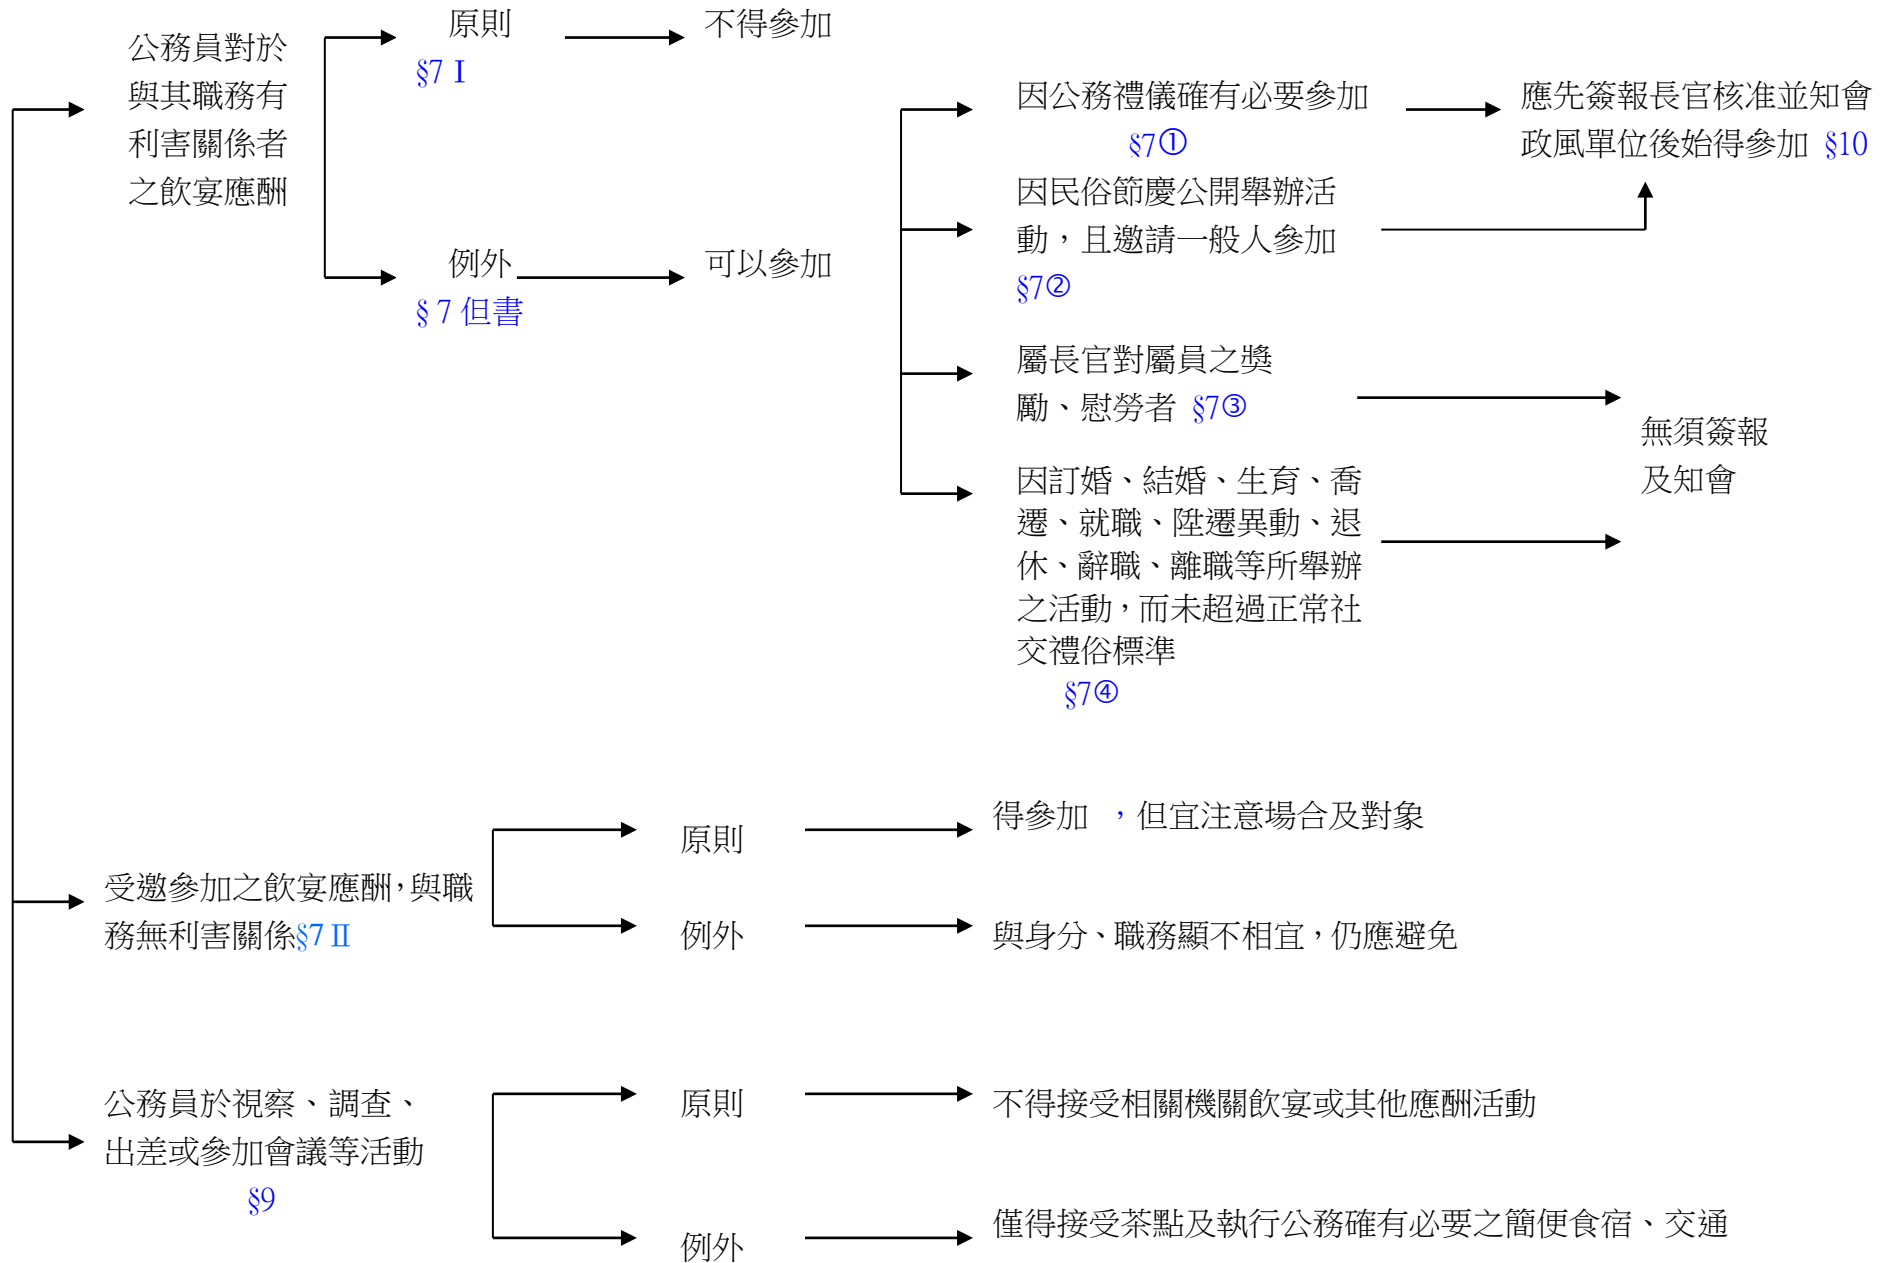 公務員對於
與其職務有
利害關係者
之飲宴應酬
原則
§7 I
不得參加
例外
§ 7 但書
可以參加
因公務禮儀確有必要參加
§7①
應先簽報長官核准並知會
政風單位後始得參加 §10
因民俗節慶公開舉辦活
動，且邀請一般人參加
§7②
屬長官對屬員之獎
勵、慰勞者 §7③
因訂婚、結婚、生育、喬
遷、就職、陞遷異動、退
休、辭職、離職等所舉辦
之活動，而未超過正常社
交禮俗標準
§7④
無須簽報
及知會
受邀參加之飲宴應酬，與職
務無利害關係§7Ⅱ
原則
得參加 ，但宜注意場合及對象
例外
與身分、職務顯不相宜，仍應避免
公務員於視察、調查、
出差或參加會議等活動
§9
原則
不得接受相關機關飲宴或其他應酬活動
例外
僅得接受茶點及執行公務確有必要之簡便食宿、交通